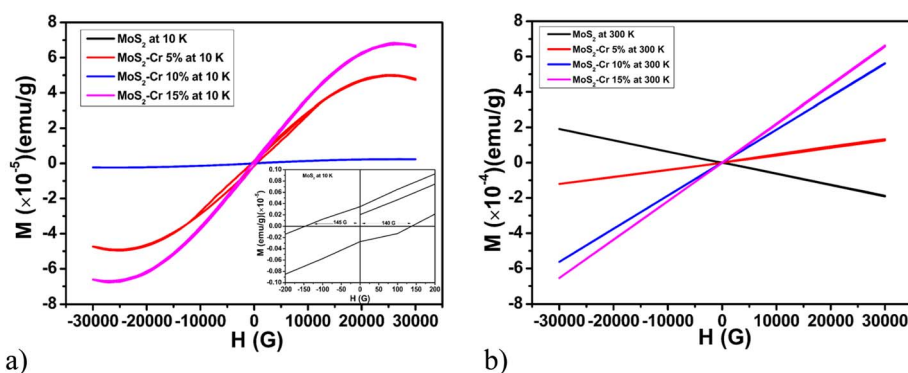 8
6
4
2
0
-2
-4
-6
-8
M (×10⁻⁵)(emu/g)
MoS₂ at 10 K
MoS₂-Cr 5% at 10 K
MoS₂-Cr 10% at 10 K
MoS₂-Cr 15% at 10 K
-30000 -20000 -10000 0 10000 20000 30000
H (G)
0.10
0.08
0.06
0.04
0.02
0.00
-0.02
-0.04
-0.06
-0.08
-0.10
M (emu/g)(×10⁻⁵)
MoS₂ at 10 K
145 G 140 G
-200 -150 -100 -50 0 50 100 150 200
H (G)
a)
8
6
4
2
0
-2
-4
-6
-8
M (×10⁻⁴)(emu/g)
MoS₂ at 300 K
MoS₂-Cr 5% at 300 K
MoS₂-Cr 10% at 300 K
MoS₂-Cr 15% at 300 K
-30000 -20000 -10000 0 10000 20000 30000
H (G)
b)